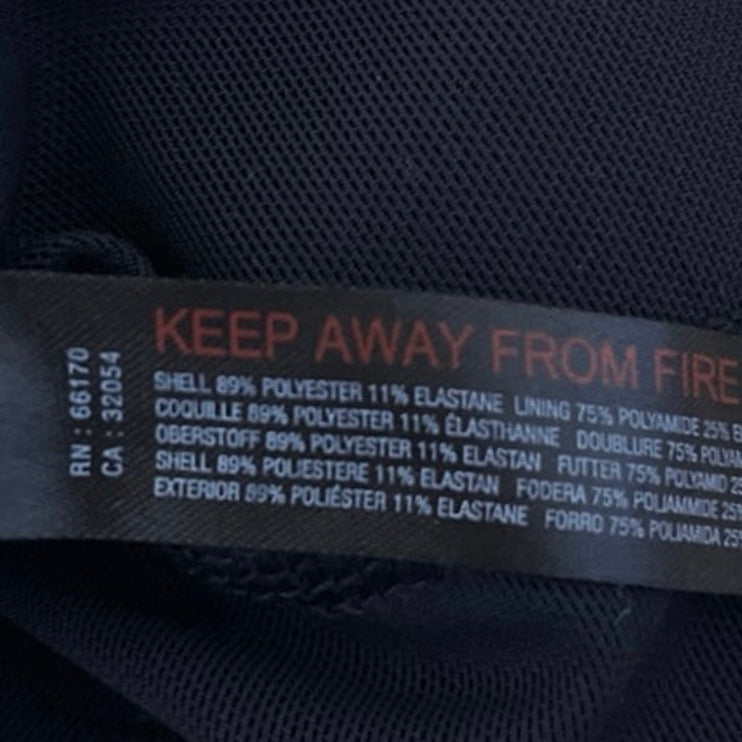 RN : 66170
CA : 32054
KEEP AWAY FROM FIRE
SHELL 89% POLYESTER 11% ELASTANE LINING 75% POLYAMIDE 25%
COQUILLE 89% POLYESTER 11% ÉLASTHANNE DOUBLURE 75%
OBERSTOFF 89% POLYESTER 11% ELASTAN FUTTER 75% POLYAMID
SHELL 89% POLIESTERE 11% ELASTAN FODERA 75% POLIAMMIDE 25%
EXTERIOR 89% POLIÉSTER 11% ELASTANE FORRO 75% POLIAMIDA 25%